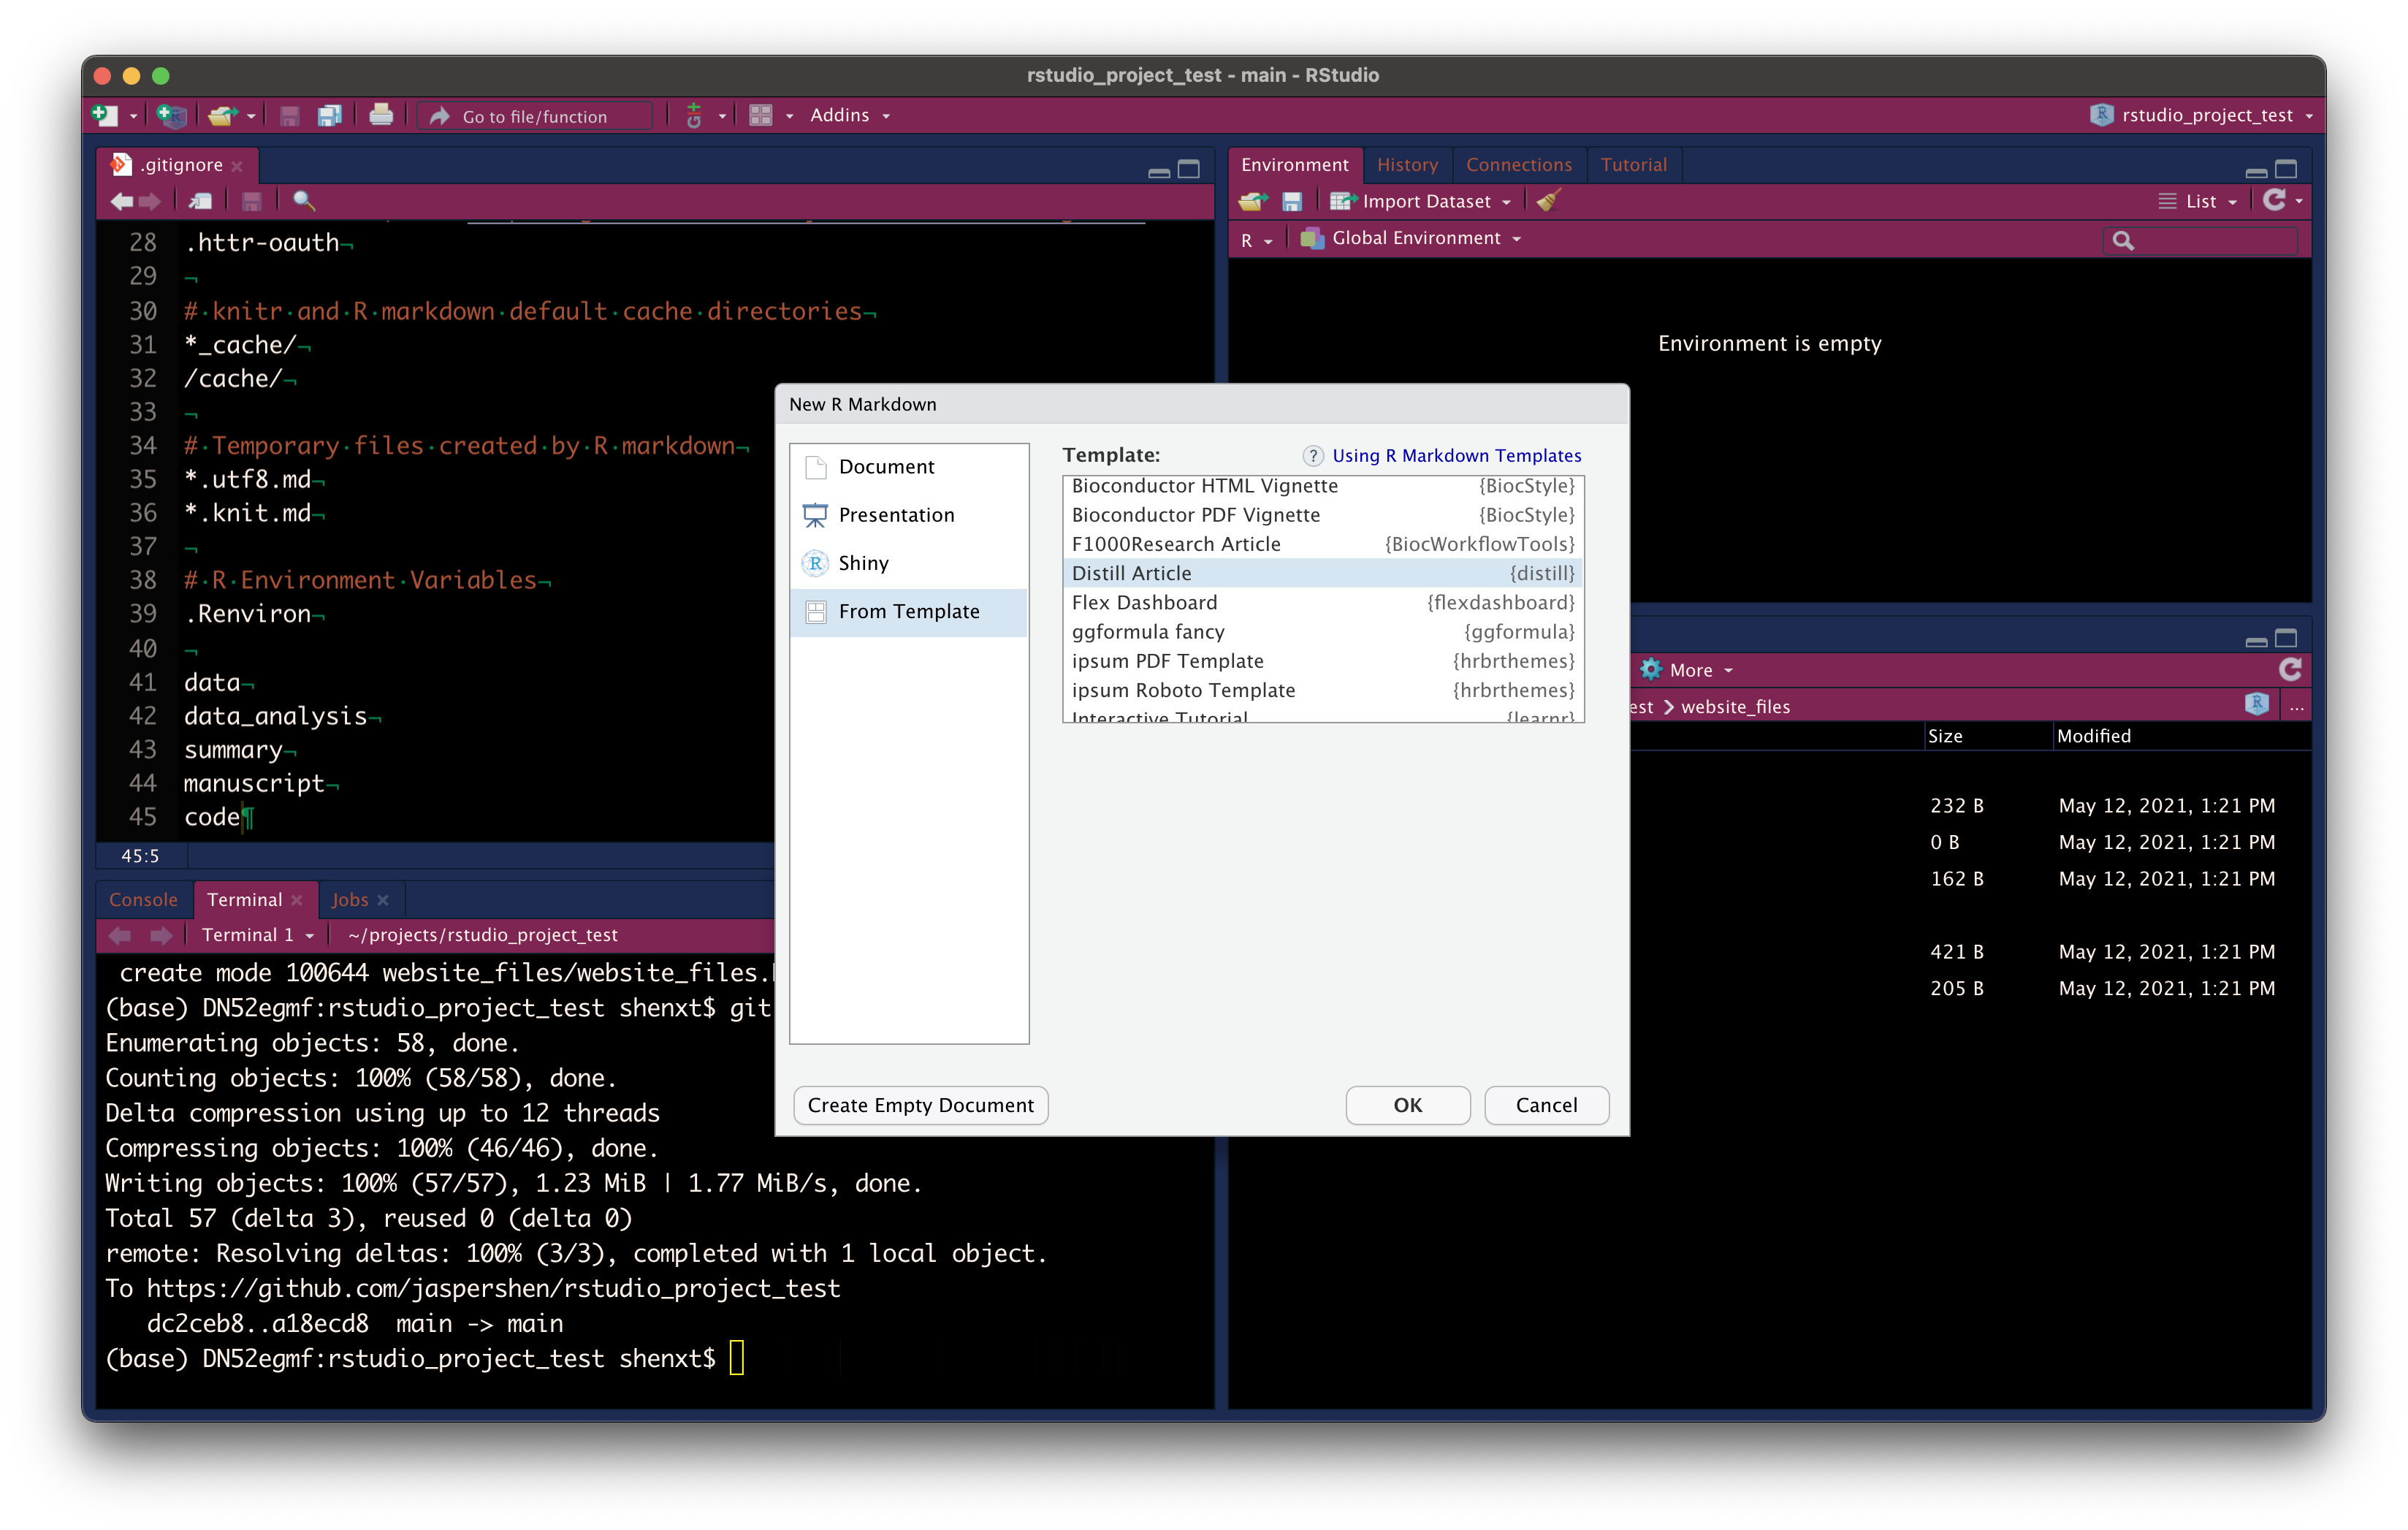 rstudio_project_test - main - RStudio
Go to file/function
Git
Addins
rstudio_project_test
.gitignore
28 .httr-oauth¬
29 ¬
30 #·knitr·and·R·markdown·default·cache·directories¬
31 *_cache/¬
32 /cache/¬
33 ¬
34 #·Temporary·files·created·by·R·markdown¬
35 *.utf8.md¬
36 *.knit.md¬
37 ¬
38 #·R·Environment·Variables¬
39 .Renviron¬
40 ¬
41 data¬
42 data_analysis¬
43 summary¬
44 manuscript¬
45 code¶
45:5
Console Terminal Jobs
Terminal 1 ~/projects/rstudio_project_test
create mode 100644 website_files/website_files.
(base) DN52egmf:rstudio_project_test shenxt$ git
Enumerating objects: 58, done.
Counting objects: 100% (58/58), done.
Delta compression using up to 12 threads
Compressing objects: 100% (46/46), done.
Writing objects: 100% (57/57), 1.23 MiB | 1.77 MiB/s, done.
Total 57 (delta 3), reused 0 (delta 0)
remote: Resolving deltas: 100% (3/3), completed with 1 local object.
To https://github.com/jaspershen/rstudio_project_test
dc2ceb8..a18ecd8 main -> main
(base) DN52egmf:rstudio_project_test shenxt$
Environment History Connections Tutorial
Import Dataset List
R Global Environment
Environment is empty
More
est > website_files ...
Size Modified
232 B May 12, 2021, 1:21 PM
0 B May 12, 2021, 1:21 PM
162 B May 12, 2021, 1:21 PM
421 B May 12, 2021, 1:21 PM
205 B May 12, 2021, 1:21 PM
New R Markdown
Document
Presentation
Shiny
From Template
Template: ? Using R Markdown Templates
Bioconductor HTML Vignette {BiocStyle}
Bioconductor PDF Vignette {BiocStyle}
F1000Research Article {BiocWorkflowTools}
Distill Article {distill}
Flex Dashboard {flexdashboard}
ggformula fancy {ggformula}
ipsum PDF Template {hrbrthemes}
ipsum Roboto Template {hrbrthemes}
Interactive Tutorial {learnr}
Create Empty Document OK Cancel